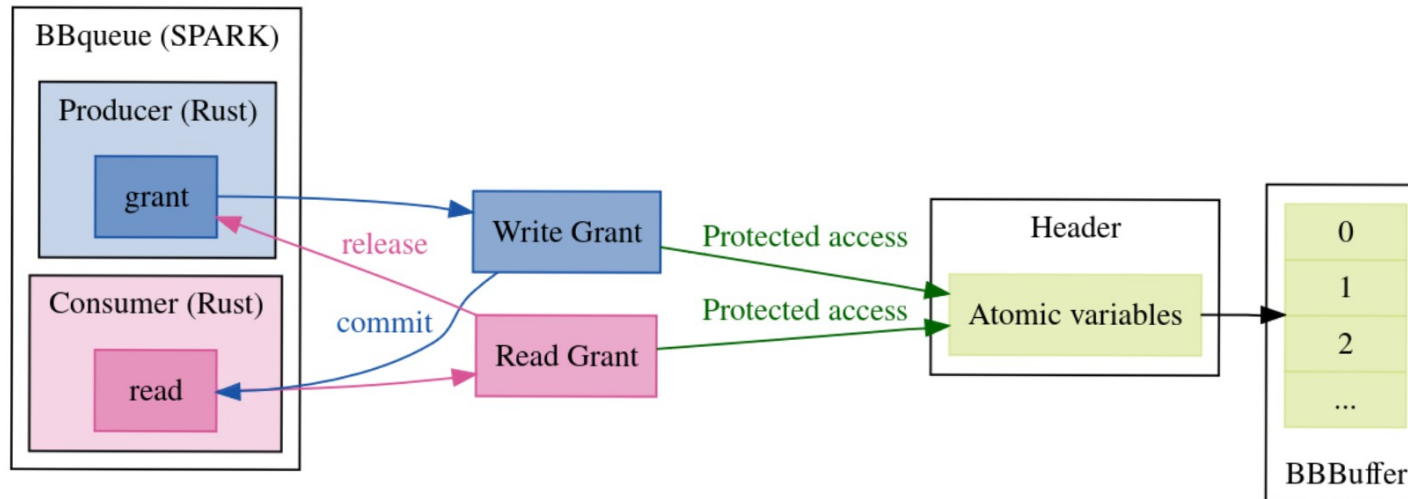 BBqueue (SPARK)
Producer (Rust)
grant
release
Consumer (Rust)
commit
read
Write Grant
Read Grant
Protected access
Protected access
Header
Atomic variables
0
1
2
...
BBBuffer